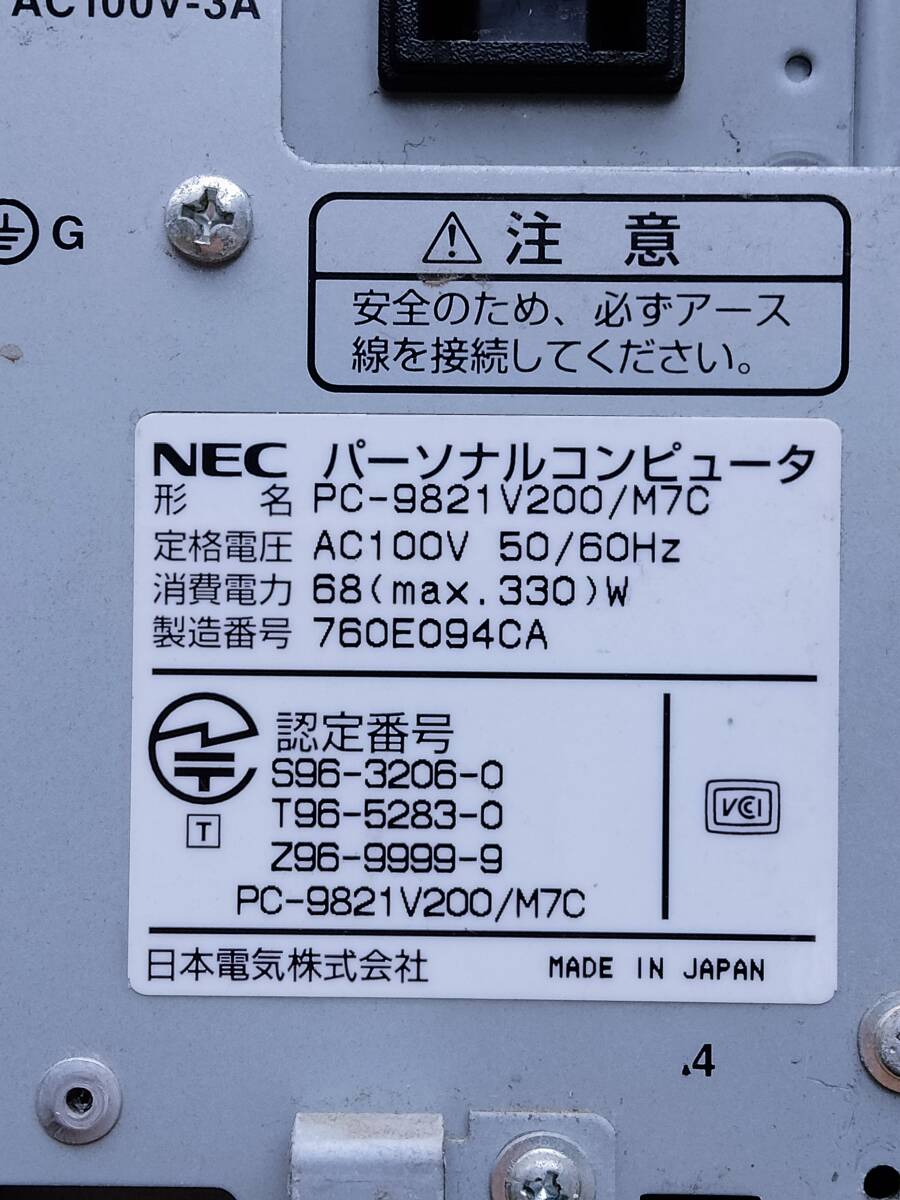 AC100V-3A
G
注 意
安全のため、必ずアース
線を接続してください。
NEC パーソナルコンピュータ
形 名 PC-9821V200/M7C
定格電圧 AC100V 50/60Hz
消費電力 68(max.330)W
製造番号 760E094CA
認定番号
S96-3206-0
T96-5283-0
Z96-9999-9
T
VCI
PC-9821V200/M7C
日本電気株式会社 MADE IN JAPAN
.4